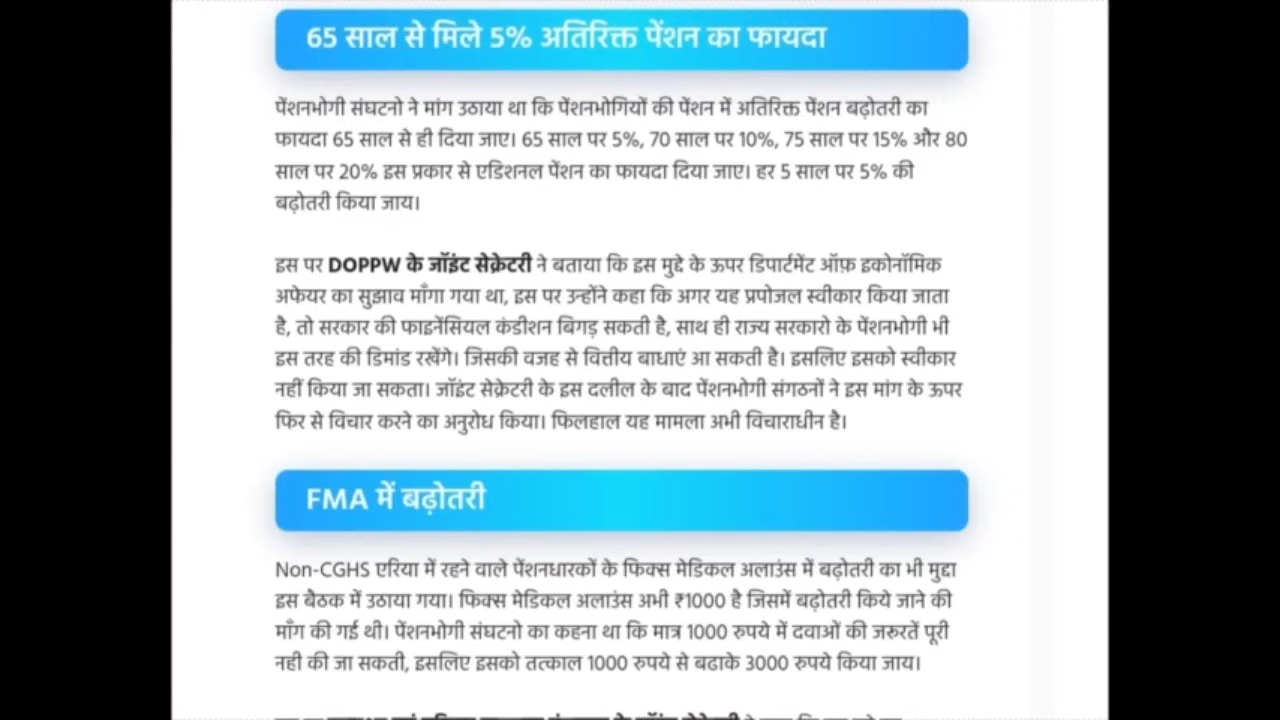 65 साल से मिले 5% अतिरिक्त पेंशन का फायदा
पेंशनभोगी संघटनो ने मांग उठाया था कि पेंशनभोगियों की पेंशन में अतिरिक्त पेंशन बढ़ोतरी का
फायदा 65 साल से ही दिया जाए। 65 साल पर 5%, 70 साल पर 10%, 75 साल पर 15% और 80
साल पर 20% इस प्रकार से एडिशनल पेंशन का फायदा दिया जाए। हर 5 साल पर 5% की
बढ़ोतरी किया जाय।
इस पर DOPPW के जॉइंट सेक्रेटरी ने बताया कि इस मुद्दे के ऊपर डिपार्टमेंट ऑफ़ इकोनॉमिक
अफेयर का सुझाव माँगा गया था, इस पर उन्होंने कहा कि अगर यह प्रपोजल स्वीकार किया जाता
है, तो सरकार की फाइनेंसियल कंडीशन बिगड़ सकती है, साथ ही राज्य सरकारो के पेंशनभोगी भी
इस तरह की डिमांड रखेंगे। जिसकी वजह से वित्तीय बाधाएं आ सकती है। इसलिए इसको स्वीकार
नहीं किया जा सकता। जॉइंट सेक्रेटरी के इस दलील के बाद पेंशनभोगी संगठनों ने इस मांग के ऊपर
फिर से विचार करने का अनुरोध किया। फिलहाल यह मामला अभी विचाराधीन है।
FMA में बढ़ोतरी
Non-CGHS एरिया में रहने वाले पेंशनधारकों के फिक्स मेडिकल अलाउंस में बढ़ोतरी का भी मुद्दा
इस बैठक में उठाया गया। फिक्स मेडिकल अलाउंस अभी ₹1000 है जिसमें बढ़ोतरी किये जाने की
माँग की गई थी। पेंशनभोगी संघटनो का कहना था कि मात्र 1000 रुपये में दवाओं की जरूरतें पूरी
नही की जा सकती, इसलिए इसको तत्काल 1000 रुपये से बढाके 3000 रुपये किया जाय।